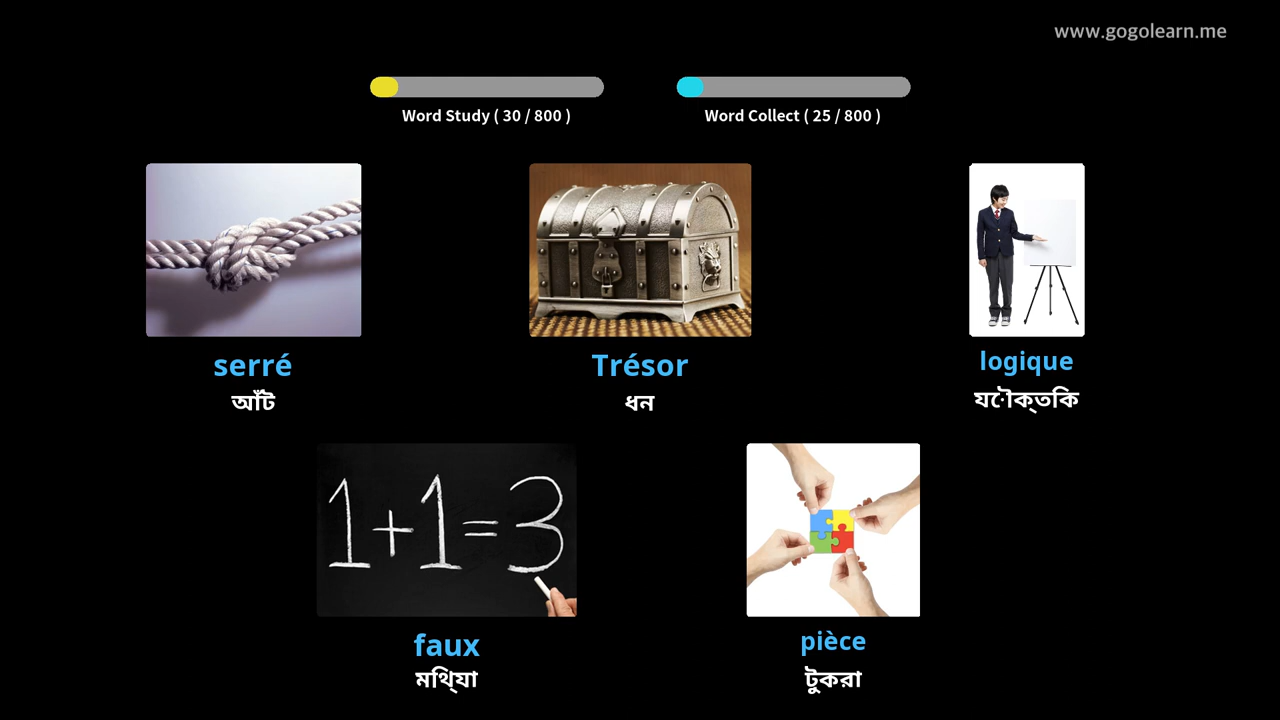 www.gogolearn.me
Word Study ( 30 / 800 )
Word Collect ( 25 / 800 )
serré
আঁট
Trésor
ধন
logique
যৌক্তিক
1+1=3
faux
মিথ্যা
pièce
টুকরা